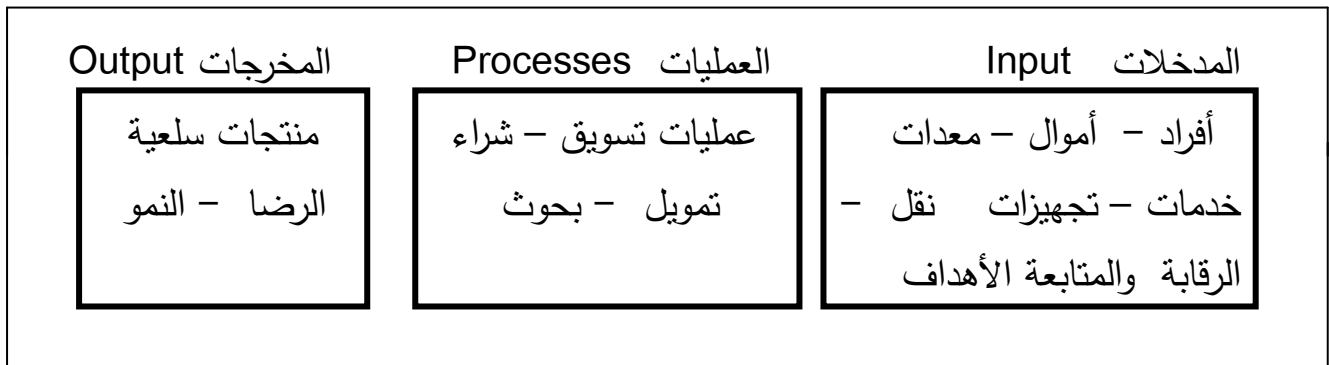 المدخلات Input
أفراد – أموال – معدات
خدمات – تجهيزات نقل –
الرقابة والمتابعة الأهداف
العمليات Processes
عمليات تسويق – شراء
تمويل – بحوث
المخرجات Output
منتجات سلعية
الرضا – النمو